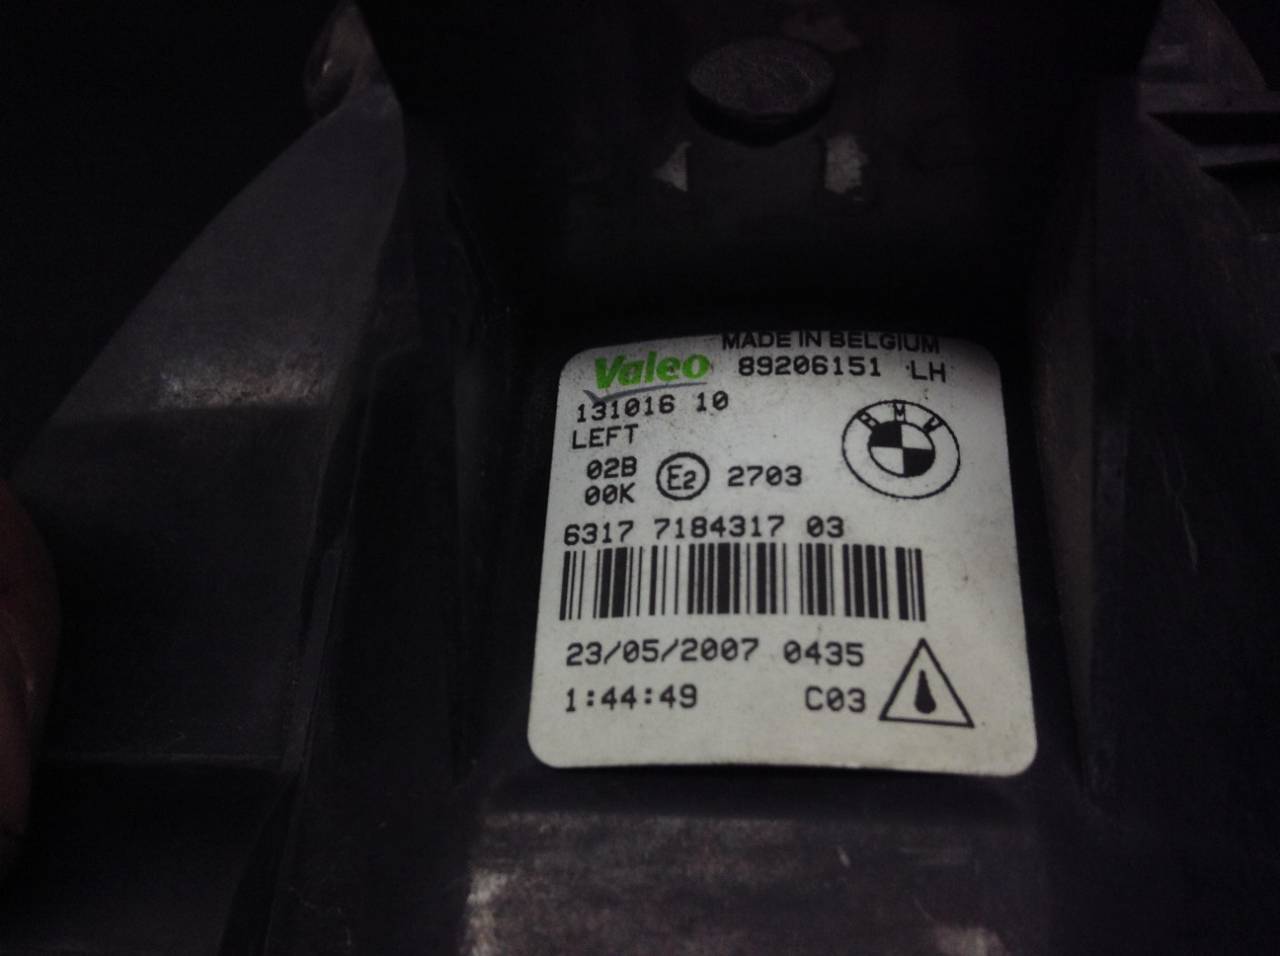 MADE IN BELGIUM
Valeo 89206151 LH
131016 10
LEFT
BMW
02B
00K
E2 2703
6317 7184317 03
23/05/2007 0435
1:44:49 C03